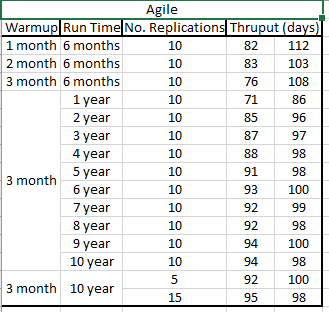 Agile
Warmup Run Time No. Replications Thruput (days)
1 month 6 months 10 82 112
2 month 6 months 10 83 103
3 month 6 months 10 76 108
3 month 1 year 10 71 86
2 year 10 85 96
3 year 10 87 97
4 year 10 88 98
5 year 10 91 98
6 year 10 93 100
7 year 10 92 99
8 year 10 92 98
9 year 10 94 100
10 year 10 94 98
3 month 10 year 5 92 100
15 95 98